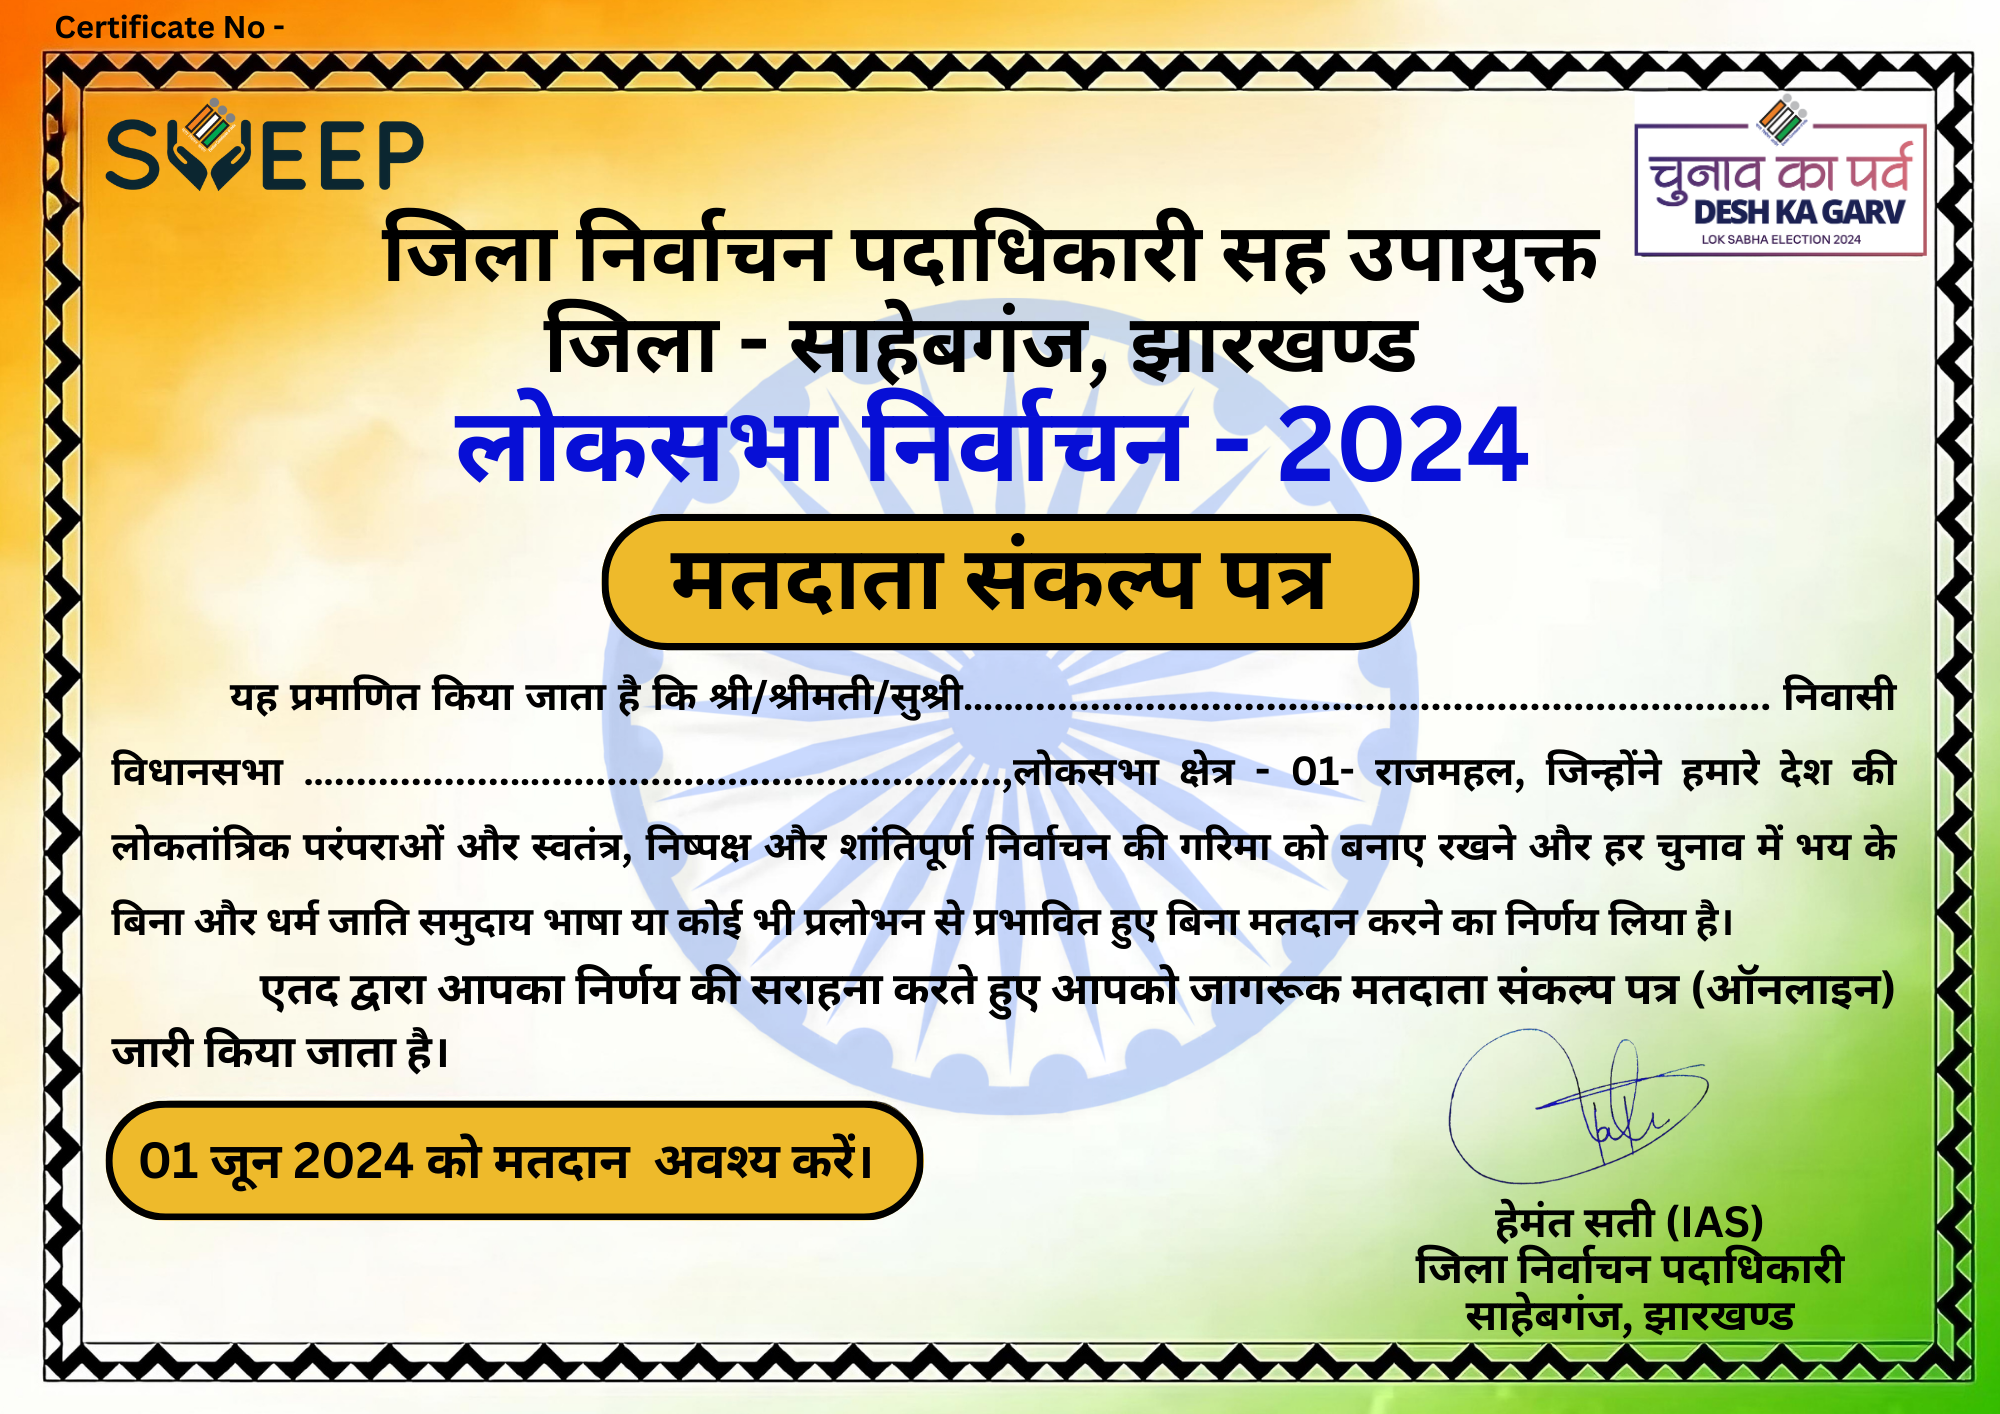 Certificate No -
SWEEP
चुनाव का पर्व
DESH KA GARV
LOK SABHA ELECTION 2024
जिला निर्वाचन पदाधिकारी सह उपायुक्त
जिला - साहेबगंज, झारखण्ड
लोकसभा निर्वाचन - 2024
मतदाता संकल्प पत्र
यह प्रमाणित किया जाता है कि श्री/श्रीमती/सुश्री........................................................................... निवासी
विधानसभा .................................................................,लोकसभा क्षेत्र - 01- राजमहल, जिन्होंने हमारे देश की
लोकतांत्रिक परंपराओं और स्वतंत्र, निष्पक्ष और शांतिपूर्ण निर्वाचन की गरिमा को बनाए रखने और हर चुनाव में भय के
बिना और धर्म जाति समुदाय भाषा या कोई भी प्रलोभन से प्रभावित हुए बिना मतदान करने का निर्णय लिया है।
एतद द्वारा आपका निर्णय की सराहना करते हुए आपको जागरूक मतदाता संकल्प पत्र (ऑनलाइन)
जारी किया जाता है।
01 जून 2024 को मतदान अवश्य करें।
हेमंत सती (IAS)
जिला निर्वाचन पदाधिकारी
साहेबगंज, झारखण्ड